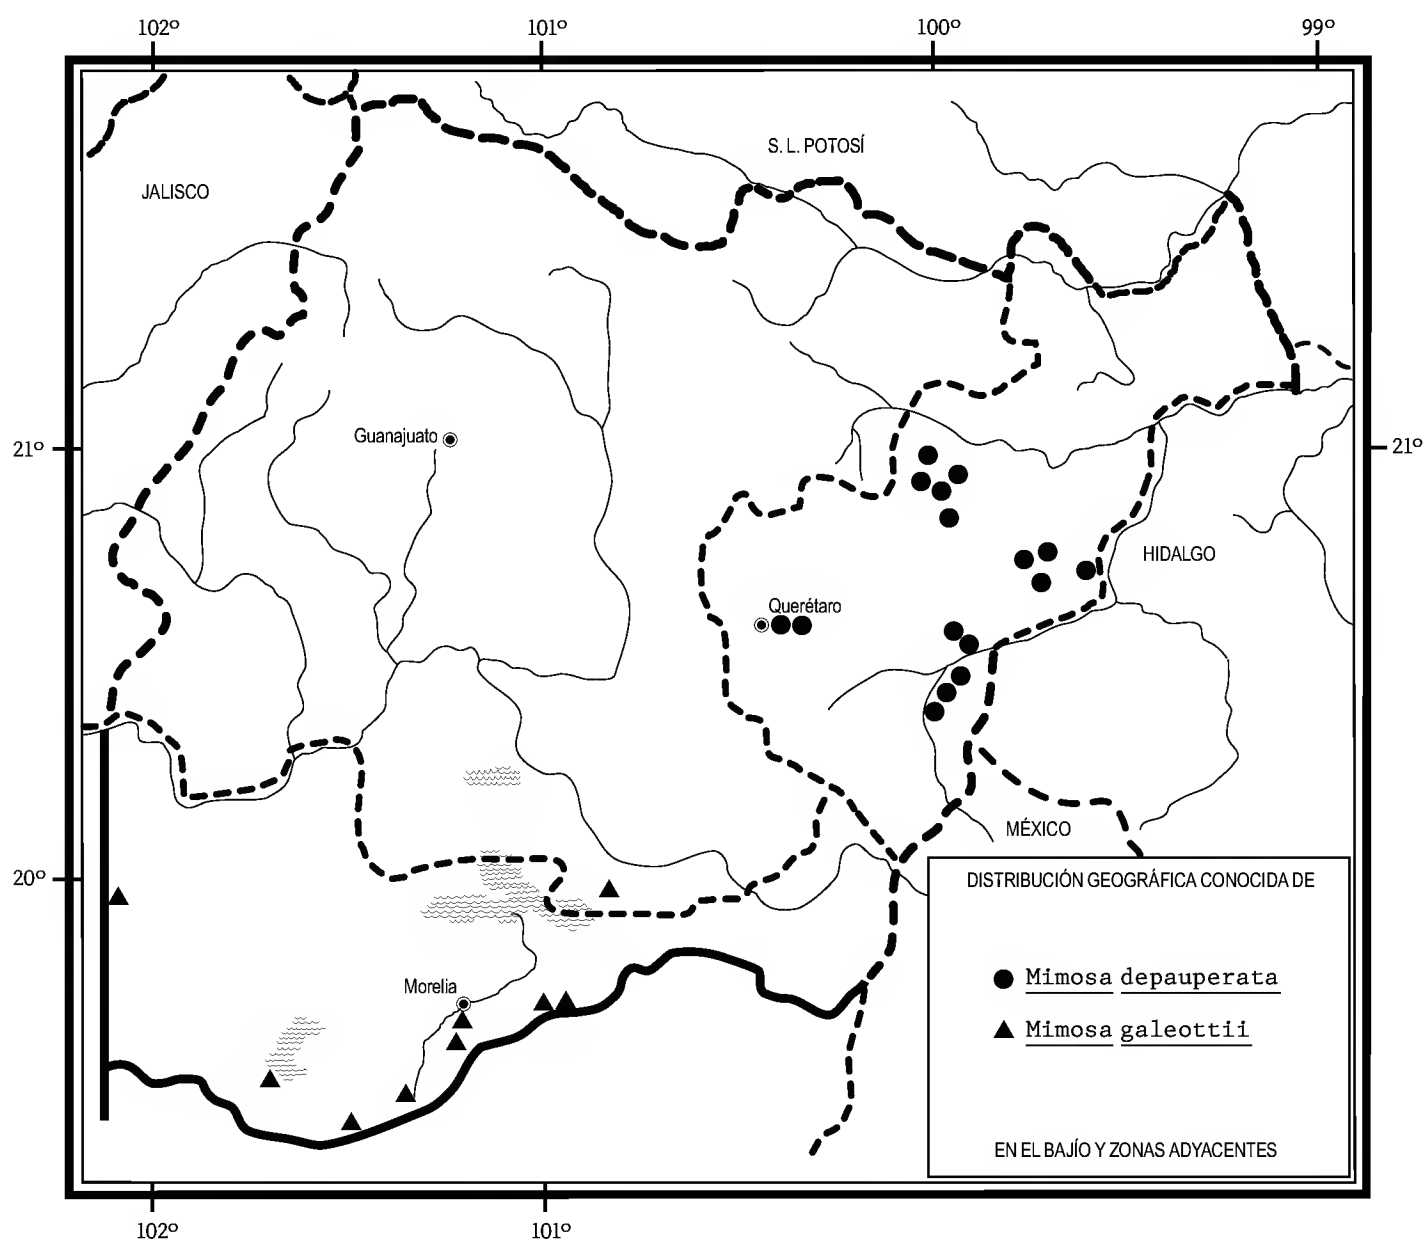 102º 101º 100º 99º
S. L. POTOSÍ
JALISCO
Guanajuato
21º 21º
HIDALGO
Querétaro
MÉXICO
20º
DISTRIBUCIÓN GEOGRÁFICA CONOCIDA DE
Mimosa depauperata
Morelia
Mimosa galeottii
EN EL BAJÍO Y ZONAS ADYACENTES
102º 101º